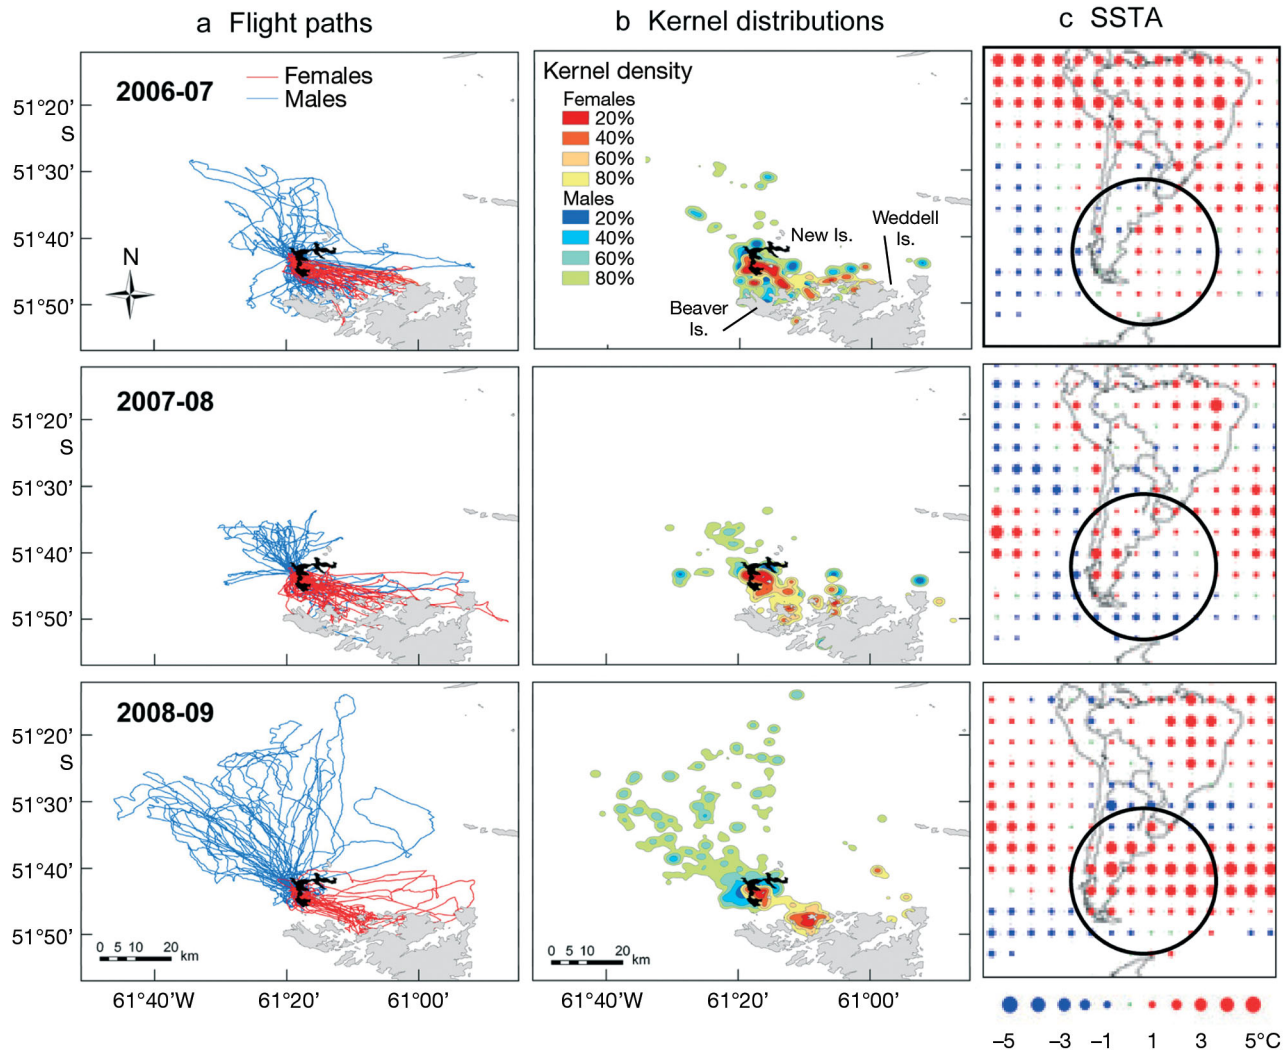 a Flight paths
b Kernel distributions
c SSTA
2006-07
Females
Males
51°20'
S
51°30'
51°40'
51°50'
N
Kernel density
Females
20%
40%
60%
80%
Males
20%
40%
60%
80%
New Is.
Weddell
Is.
Beaver
Is.
2007-08
51°20'
S
51°30'
51°40'
51°50'
2008-09
51°20'
S
51°30'
51°40'
51°50'
0 5 10 20 km
0 5 10 20 km
61°40'W 61°20' 61°00'
61°40'W 61°20' 61°00'
–5 –3 –1 1 3 5°C